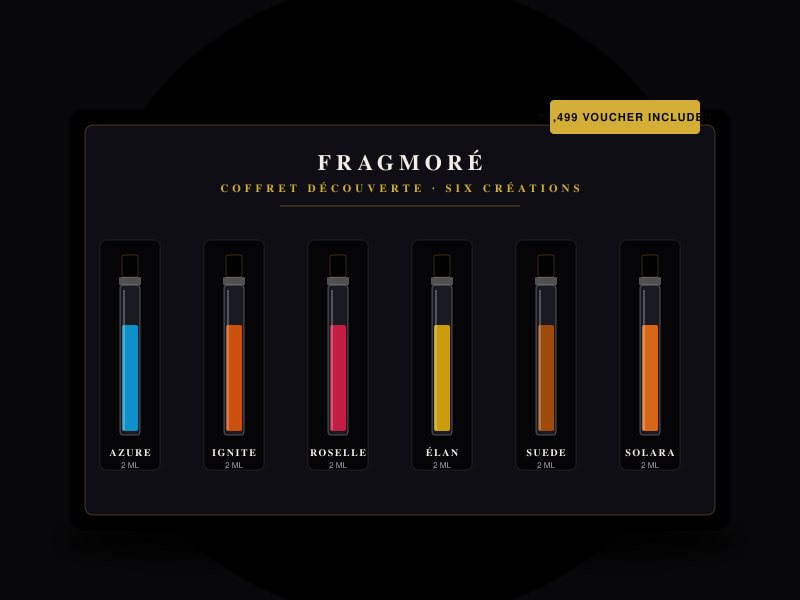 ,499 VOUCHER INCLUDED
FRAGMORÉ
COFFRET DÉCOUVERTE · SIX CRÉATIONS
AZURE
2 ML
IGNITE
2 ML
ROSELLE
2 ML
ÉLAN
2 ML
SUEDE
2 ML
SOLARA
2 ML